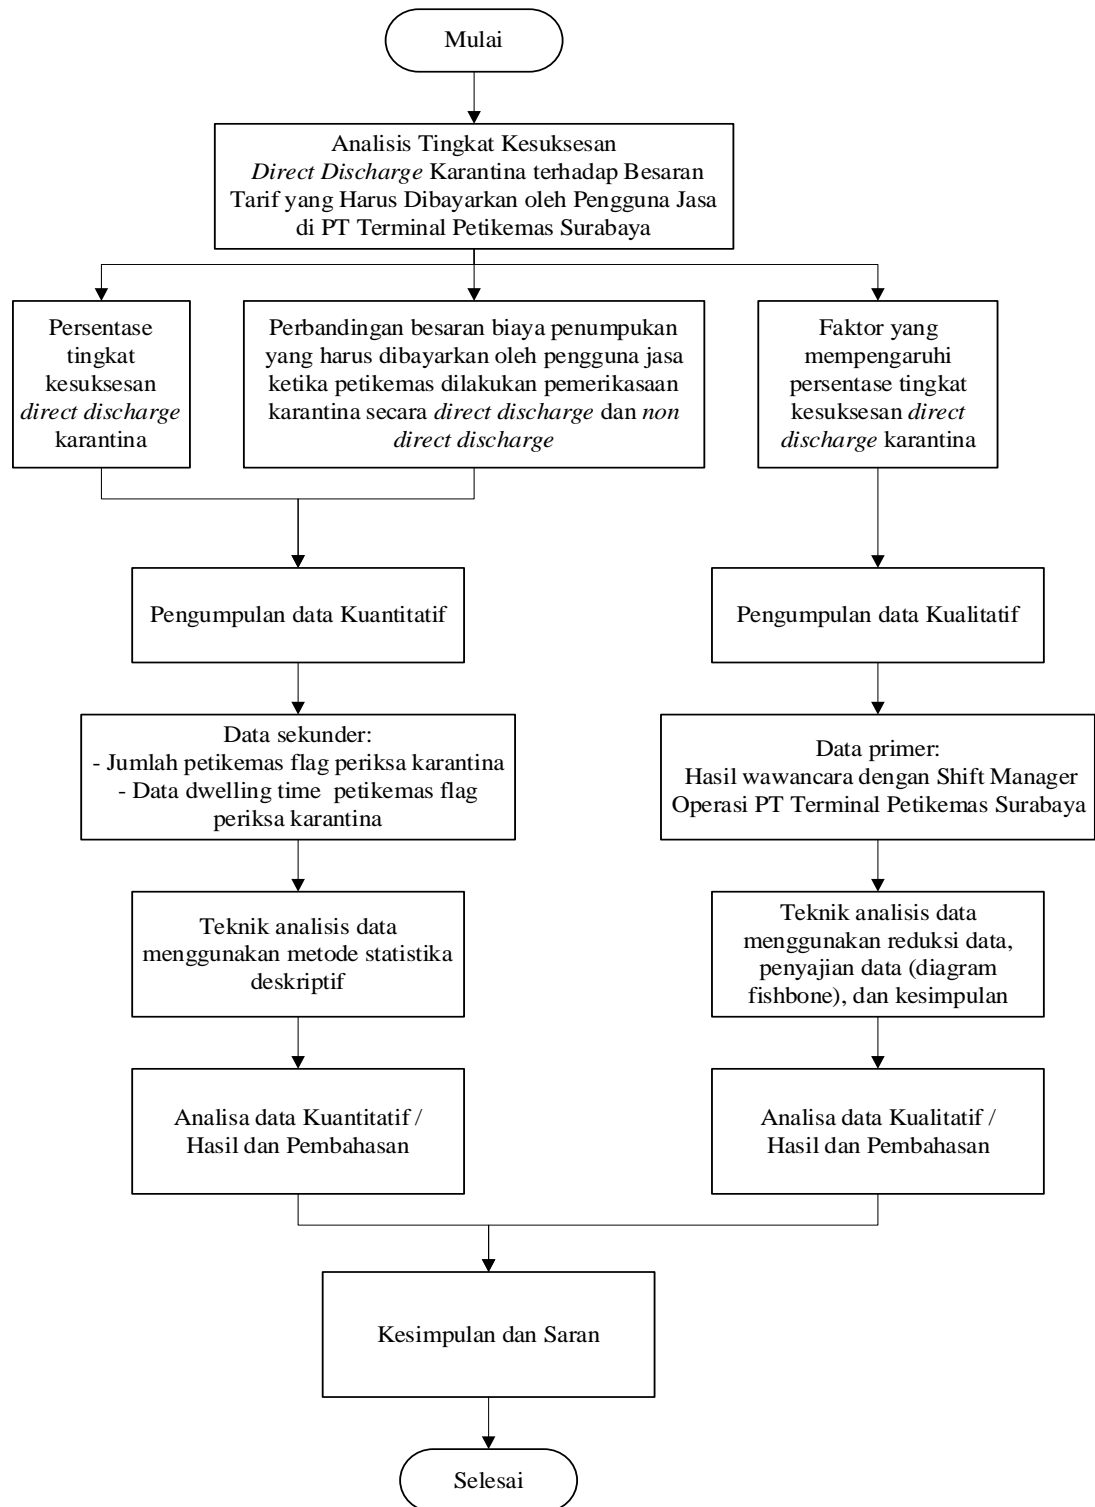 Mulai
Analisis Tingkat Kesuksesan
Direct Discharge Karantina terhadap Besaran
Tarif yang Harus Dibayarkan oleh Pengguna Jasa
di PT Terminal Petikemas Surabaya
Persentase
tingkat
kesuksesan
direct discharge
karantina
Perbandingan besaran biaya penumpukan
yang harus dibayarkan oleh pengguna jasa
ketika petikemas dilakukan pemerikasaan
karantina secara direct discharge dan non
direct discharge
Faktor yang
mempengaruhi
persentase tingkat
kesuksesan direct
discharge karantina
Pengumpulan data Kuantitatif
Pengumpulan data Kualitatif
Data sekunder:
- Jumlah petikemas flag periksa karantina
- Data dwelling time petikemas flag
periksa karantina
Data primer:
Hasil wawancara dengan Shift Manager
Operasi PT Terminal Petikemas Surabaya
Teknik analisis data
menggunakan metode statistika
deskriptif
Teknik analisis data
menggunakan reduksi data,
penyajian data (diagram
fishbone), dan kesimpulan
Analisa data Kuantitatif /
Hasil dan Pembahasan
Analisa data Kualitatif /
Hasil dan Pembahasan
Kesimpulan dan Saran
Selesai